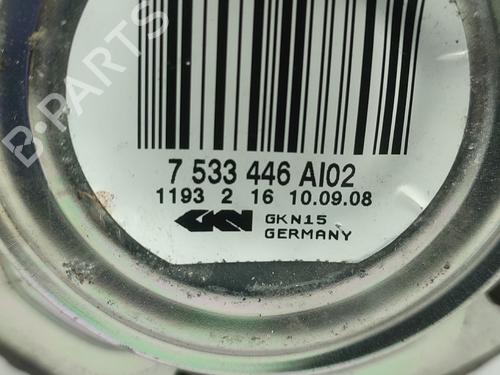 B-PARTS
7 533 446 AI02
1193 2 16 10.09.08
GKN GKN15
GERMANY